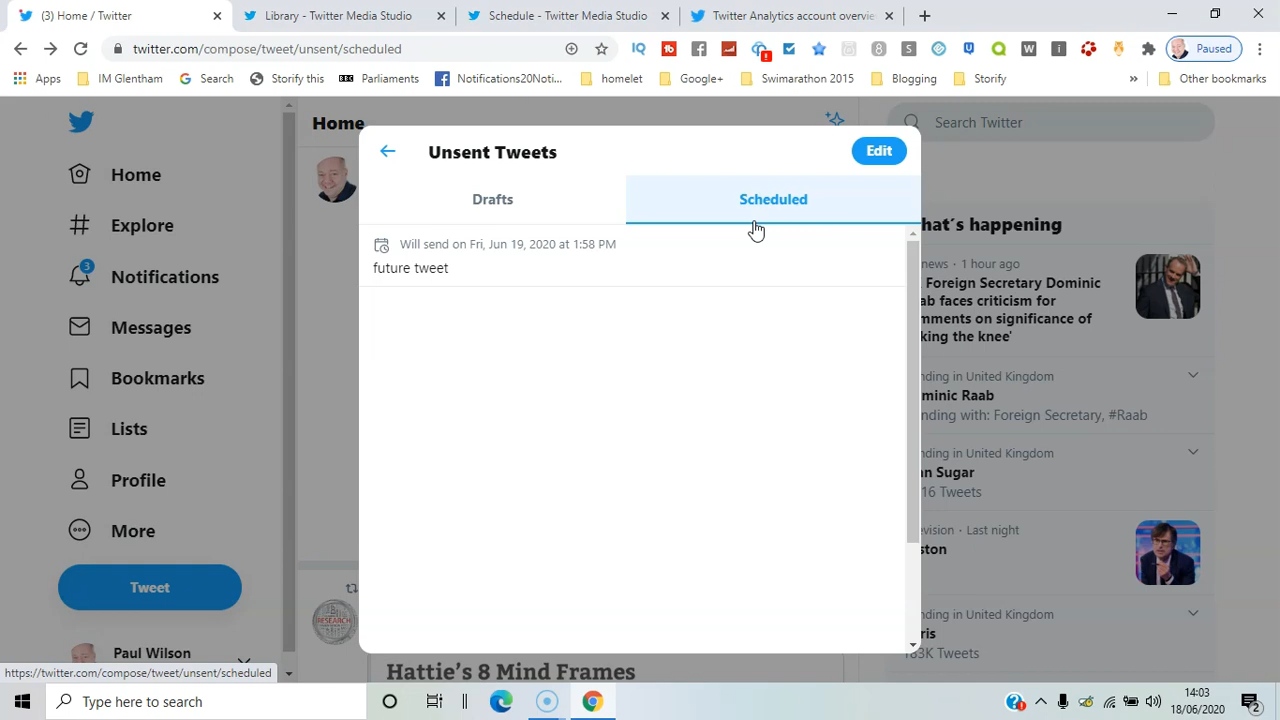 (3) Home / Twitter
Library - Twitter Media Studio
Schedule - Twitter Media Studio
Twitter Analytics account overvie
twitter.com/compose/tweet/unsent/scheduled
Paused
Apps
IM Glentham
Search
Storify this
BBC Parliaments
Notifications20Noti...
homelet
Google+
Swimarathon 2015
Blogging
Storify
»
Other bookmarks
Home
Explore
3
Notifications
Messages
Bookmarks
Lists
Profile
More
Tweet
Paul Wilson
Home
Unsent Tweets
Edit
Drafts
Scheduled
Will send on Fri, Jun 19, 2020 at 1:58 PM
future tweet
RESEARCH
Hattie's 8 Mind Frames
Search Twitter
hat's happening
news · 1 hour ago
Foreign Secretary Dominic
ab faces criticism for
mments on significance of
king the knee'
nding in United Kingdom
minic Raab
nding with: Foreign Secretary, #Raab
nding in United Kingdom
an Sugar
16 Tweets
evision · Last night
ston
nding in United Kingdom
ris
183K Tweets
https://twitter.com/compose/tweet/unsent/scheduled
Type here to search
14:03
18/06/2020
2